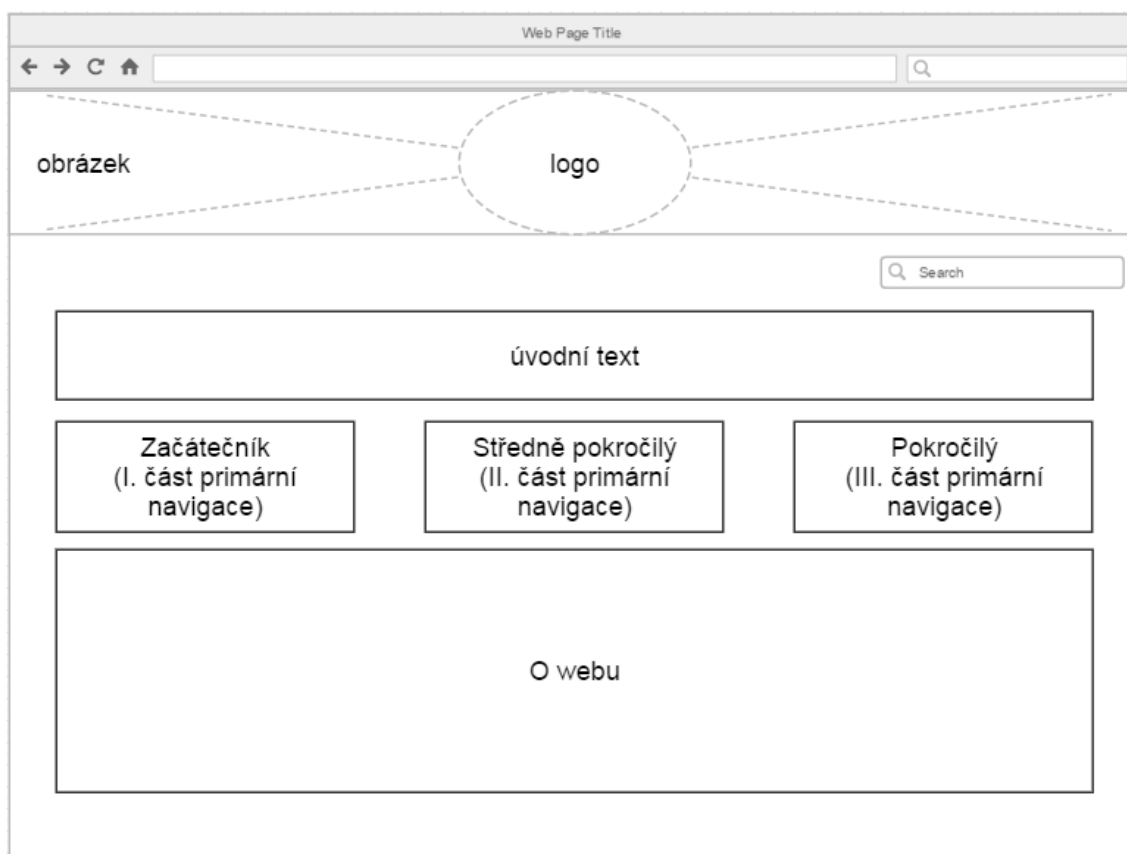 Web Page Title
obrázek
logo
Search
úvodní text
Začátečník
(I. část primární
navigace)
Středně pokročilý
(II. část primární
navigace)
Pokročilý
(III. část primární
navigace)
O webu